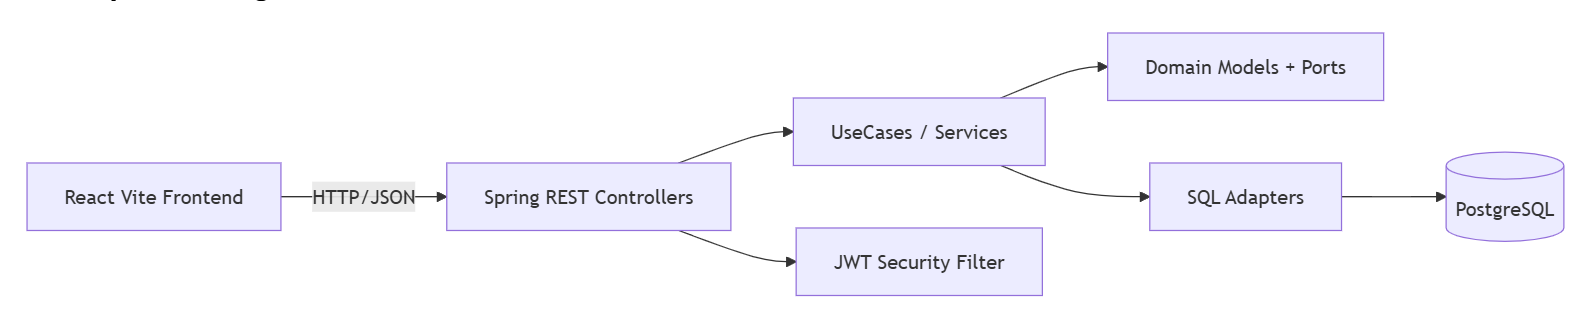 React Vite Frontend
HTTP/JSON
Spring REST Controllers
UseCases / Services
JWT Security Filter
Domain Models + Ports
SQL Adapters
PostgreSQL